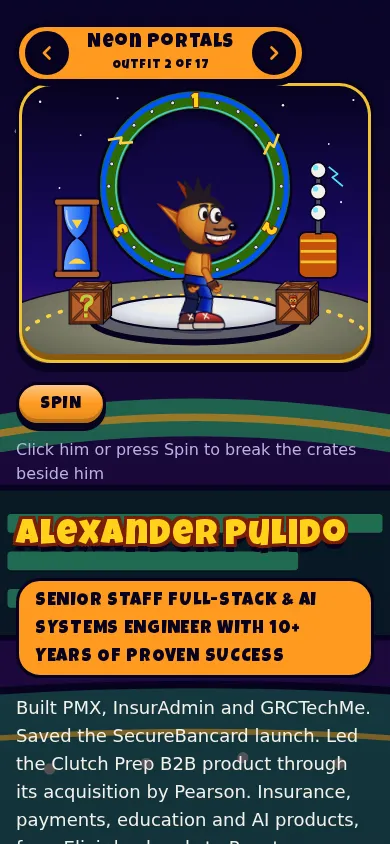 Neon Portals
OUTFIT 2 OF 17
1
2
3
?
SPIN
Click him or press Spin to break the crates
beside him
Alexander Pulido
SENIOR STAFF FULL-STACK & AI
SYSTEMS ENGINEER WITH 10+
YEARS OF PROVEN SUCCESS
Built PMX, InsurAdmin and GRCTechMe.
Saved the SecureBancard launch. Led
the Clutch Prep B2B product through
its acquisition by Pearson. Insurance,
payments, education and AI products,